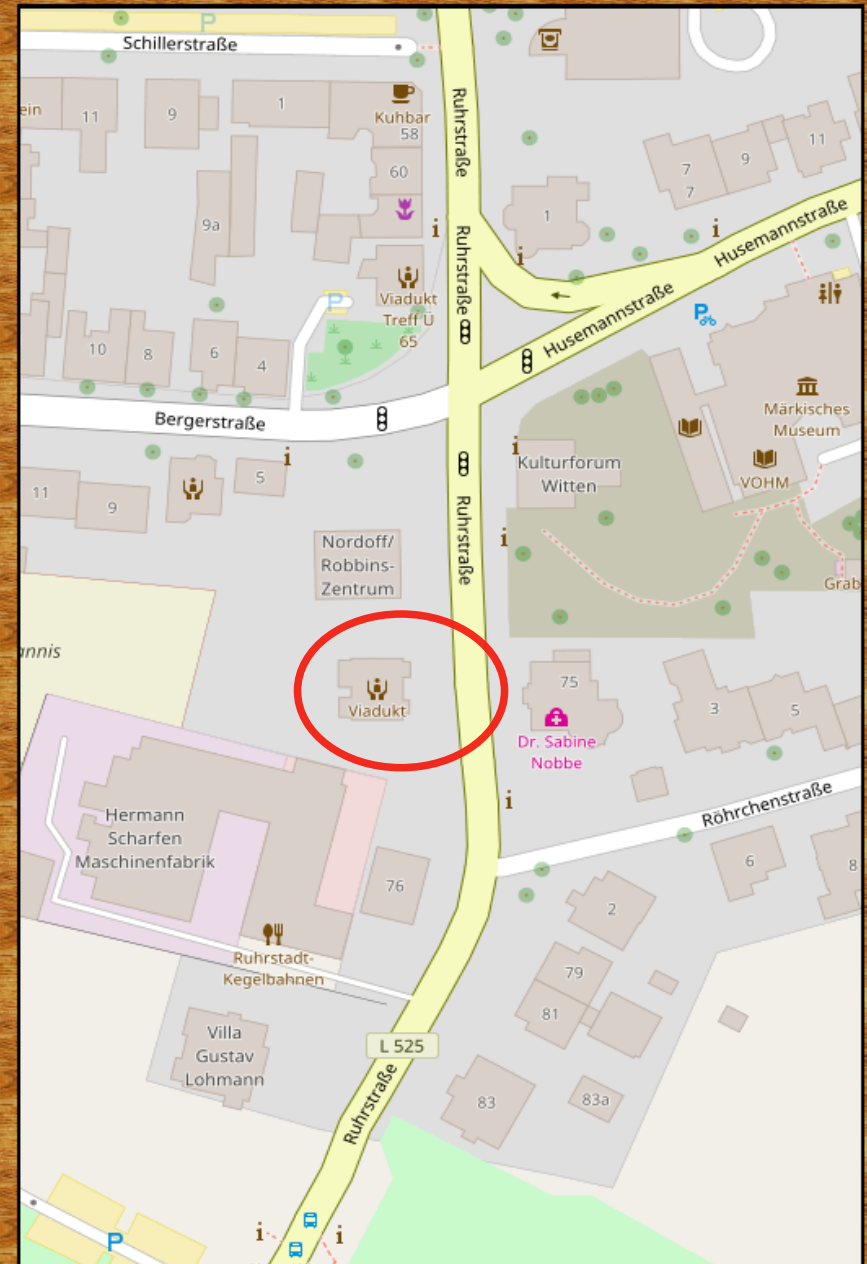 P
Schillerstraße
ein
11
9
1
Kuhbar
58
60
9a
Ruhrstraße
7
7
9
11
1
i
i
i
Husemannstraße
Ruhrstraße
Viadukt
Treff Ü
65
P
P
Husemannstraße
10
8
6
4
Bergerstraße
Märkisches
Museum
i
i
Kulturforum
Witten
VOHM
11
9
5
Ruhrstraße
i
Nordoff/
Robbins-
Zentrum
Grab
annis
Viadukt
75
Dr. Sabine
Nobbe
3
5
i
Röhrchenstraße
Hermann
Scharfen
Maschinenfabrik
76
6
8
2
Ruhrstadt-
Kegelbahnen
79
81
Villa
Gustav
Lohmann
L 525
Ruhrstraße
83
83a
i
i
P